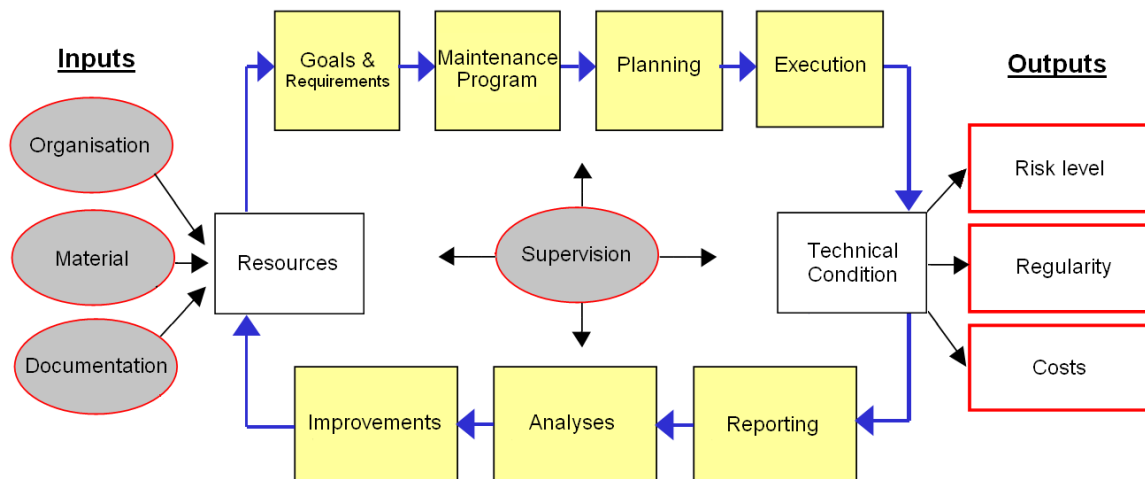 Inputs
Organisation
Material
Documentation
Resources
Goals &
Requirements
Maintenance
Program
Planning
Execution
Supervision
Technical
Condition
Improvements
Analyses
Reporting
Outputs
Risk level
Regularity
Costs